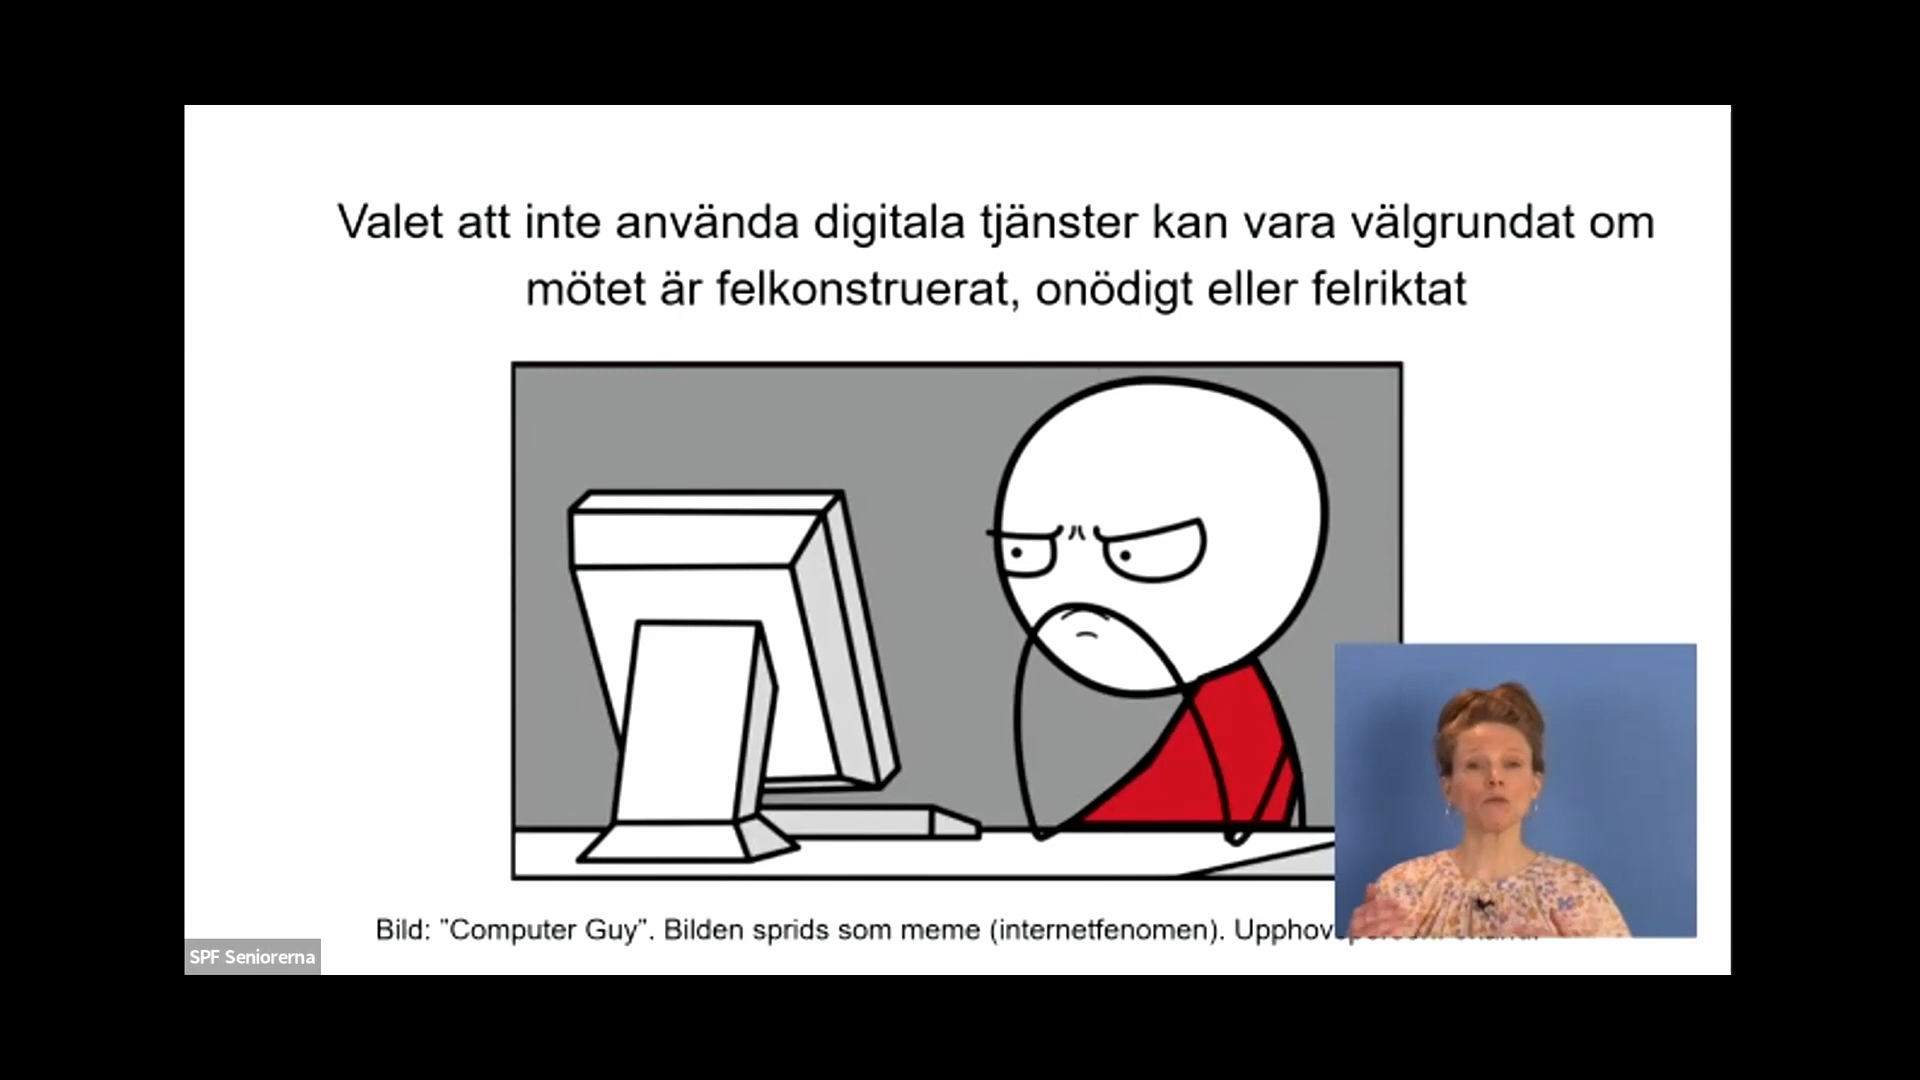 Valet att inte använda digitala tjänster kan vara välgrundat om
mötet är felkonstruerat, onödigt eller felriktat
Bild: ”Computer Guy”. Bilden sprids som meme (internetfenomen).
SPF Seniorerna